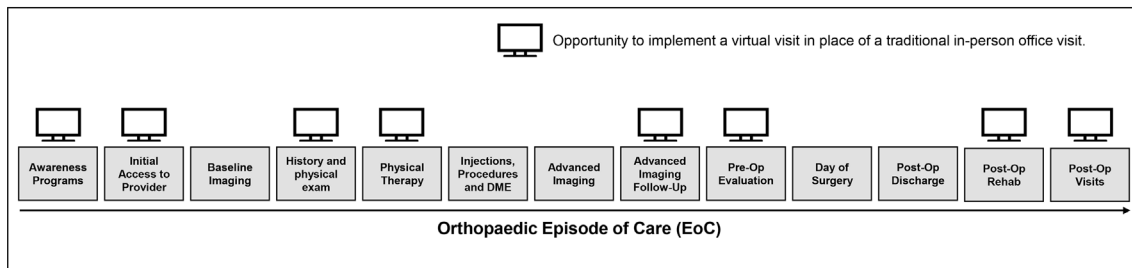 Opportunity to implement a virtual visit in place of a traditional in-person office visit.
Awareness
Programs
Initial
Access to
Provider
Baseline
Imaging
History and
physical
exam
Physical
Therapy
Injections,
Procedures
and DME
Advanced
Imaging
Advanced
Imaging
Follow-Up
Pre-Op
Evaluation
Day of
Surgery
Post-Op
Discharge
Post-Op
Rehab
Post-Op
Visits
Orthopaedic Episode of Care (EoC)